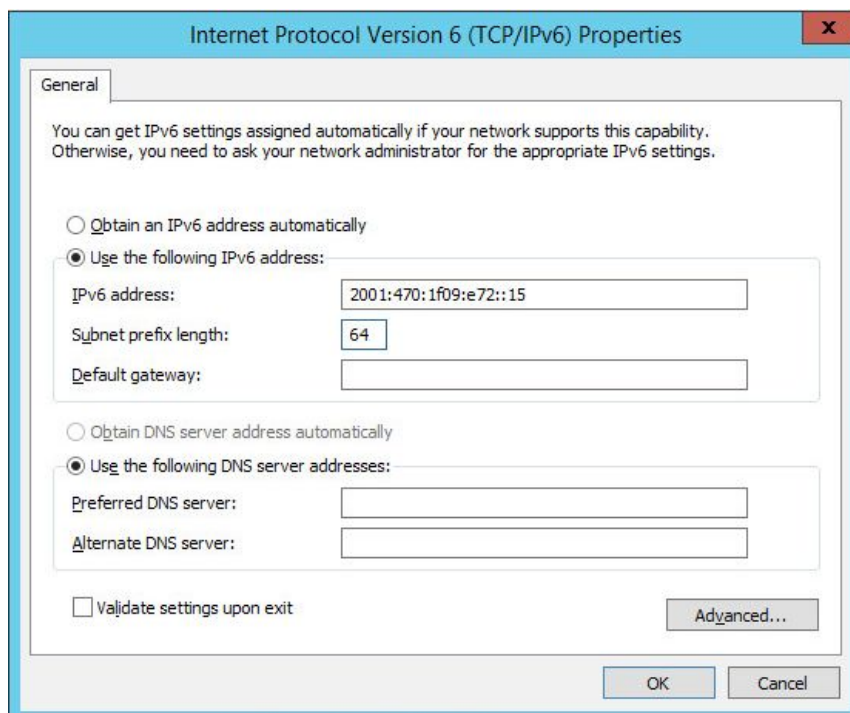 Internet Protocol Version 6 (TCP/IPv6) Properties
x
General
You can get IPv6 settings assigned automatically if your network supports this capability.
Otherwise, you need to ask your network administrator for the appropriate IPv6 settings.
Obtain an IPv6 address automatically
Use the following IPv6 address:
IPv6 address: 2001:470:1f09:e72::15
Subnet prefix length: 64
Default gateway:
Obtain DNS server address automatically
Use the following DNS server addresses:
Preferred DNS server:
Alternate DNS server:
Validate settings upon exit
Advanced...
OK Cancel